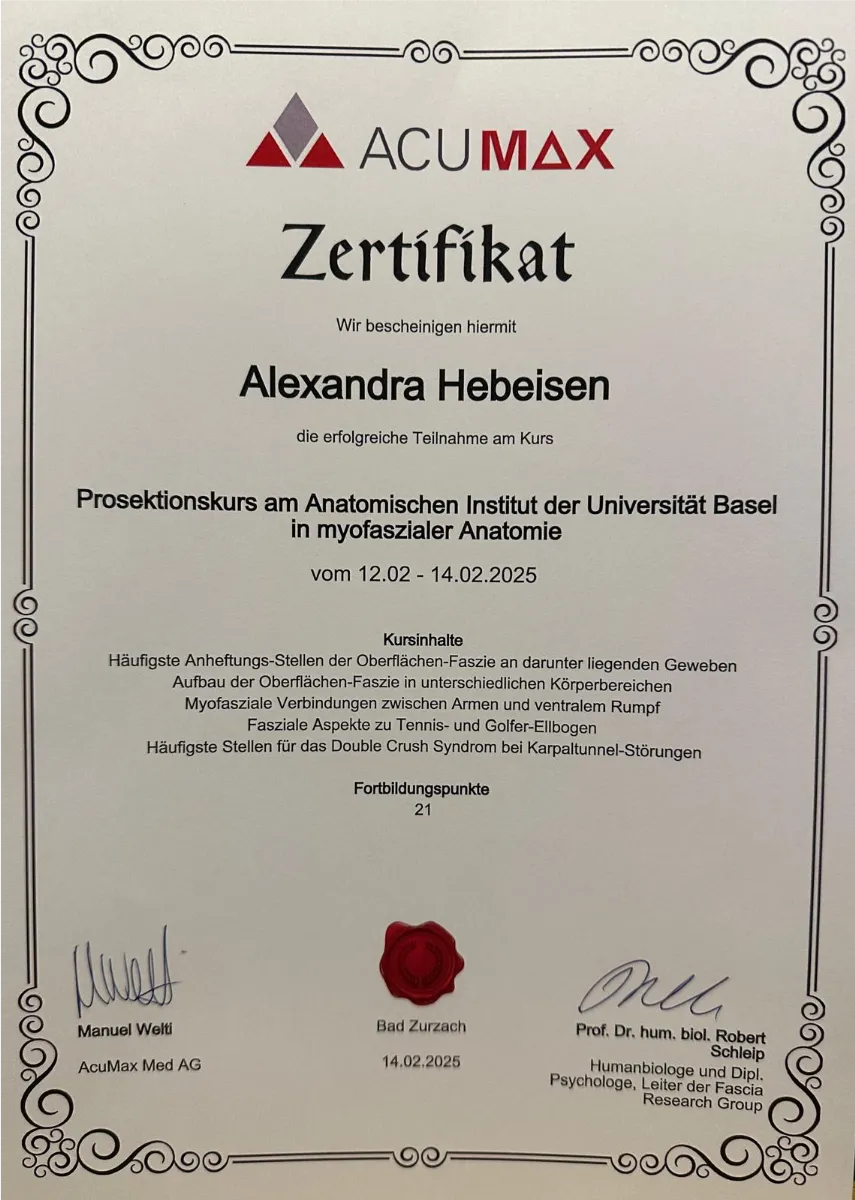 ACUMAX
Zertifikat
Wir bescheinigen hiermit
Alexandra Hebeisen
die erfolgreiche Teilnahme am Kurs
Prosektionskurs am Anatomischen Institut der Universität Basel
in myofaszialer Anatomie
vom 12.02 - 14.02.2025
Kursinhalte
Häufigste Anheftungs-Stellen der Oberflächen-Faszie an darunter liegenden Geweben
Aufbau der Oberflächen-Faszie in unterschiedlichen Körperbereichen
Myofasziale Verbindungen zwischen Armen und ventralem Rumpf
Fasziale Aspekte zu Tennis- und Golfer-Ellbogen
Häufigste Stellen für das Double Crush Syndrom bei Karpaltunnel-Störungen
Fortbildungspunkte
21
Manuel Welti
AcuMax Med AG
Bad Zurzach
14.02.2025
Prof. Dr. hum. biol. Robert
Schleip
Humanbiologe und Dipl.
Psychologe, Leiter der Fascia
Research Group